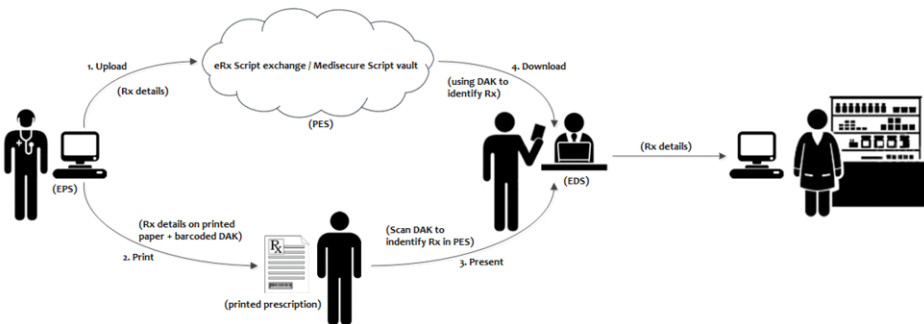 1. Upload
(Rx details)
eRx Script exchange / Medisecure Script vault
(PES)
4. Download
(using DAK to
identify Rx)
(EPS)
(EDS)
(Rx details)
(Rx details on printed
paper + barcoded DAK)
2. Print
Rx
(printed prescription)
(Scan DAK to
indentify Rx in PES)
3. Present